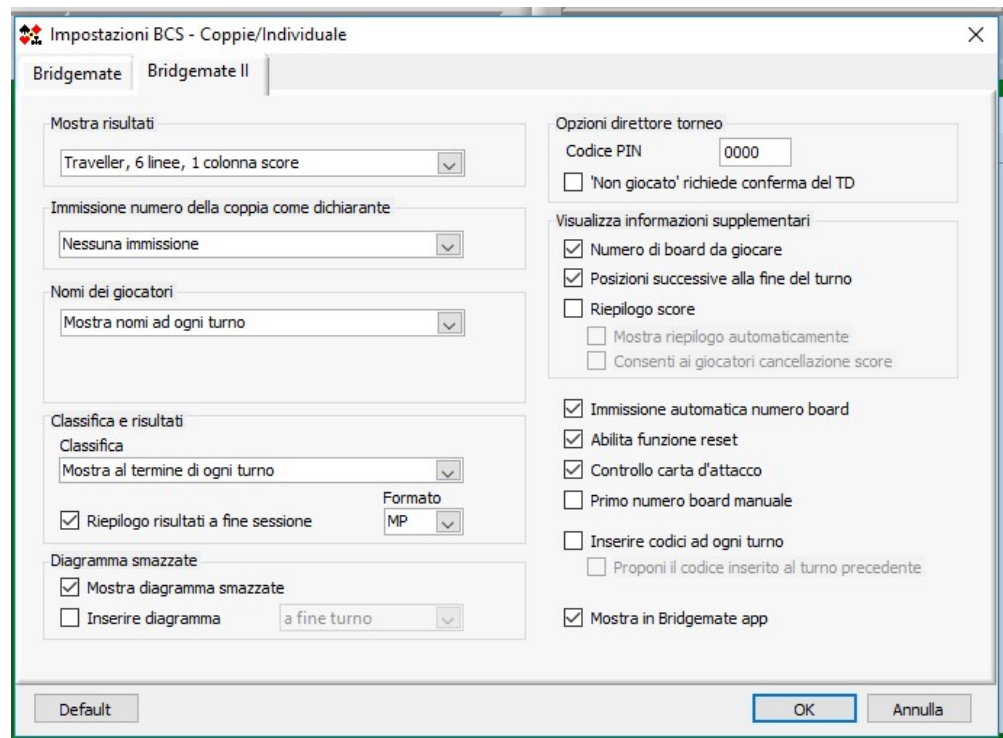 Impostazioni BCS - Coppie/Individuale
Bridgemate
Bridgemate II
Mostra risultati
Traveller, 6 linee, 1 colonna score
Immissione numero della coppia come dichiarante
Nessuna immissione
Nomi dei giocatori
Mostra nomi ad ogni turno
Classifica e risultati
Classifica
Mostra al termine di ogni turno
Formato
Riepilogo risultati a fine sessione
MP
Diagramma smazzate
Mostra diagramma smazzate
Inserire diagramma
a fine turno
Opzioni direttore torneo
Codice PIN
0000
'Non giocato' richiede conferma del TD
Visualizza informazioni supplementari
Numero di board da giocare
Posizioni successive alla fine del turno
Riepilogo score
Mostra riepilogo automaticamente
Consenti ai giocatori cancellazione score
Immissione automatica numero board
Abilita funzione reset
Controllo carta d'attacco
Primo numero board manuale
Inserire codici ad ogni turno
Proponi il codice inserito al turno precedente
Mostra in Bridgemate app
Default
OK
Annulla